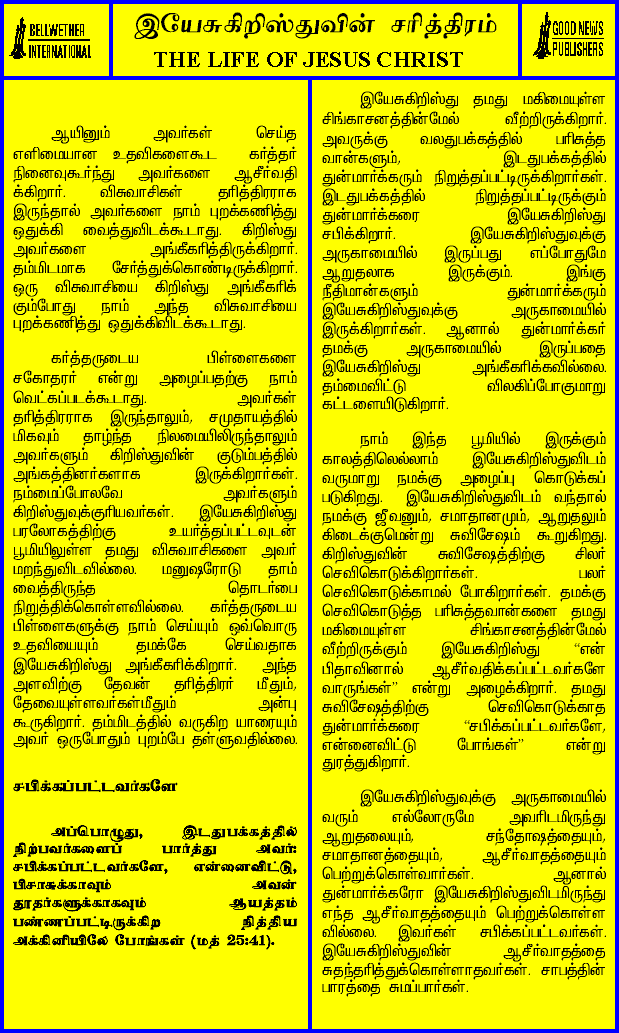 BELLWETHER
INTERNATIONAL
இயேசுகிறிஸ்துவின் சரித்திரம்
THE LIFE OF JESUS CHRIST
GOOD NEWS
PUBLISHERS
ஆயினும் அவர்கள் செய்த
எளிமையான உதவிகளைகூட கர்த்தர்
நினைவுகூர்ந்து அவர்களை ஆசீர்வதி
க்கிறார். விசுவாசிகள் தரித்திரராக
இருந்தால் அவர்களை நாம் புறக்கணித்து
ஒதுக்கி வைத்துவிடக்கூடாது. கிறிஸ்து
அவர்களை அங்கீகரித்திருக்கிறார்.
தம்மிடமாக சேர்த்துக்கொண்டிருக்கிறார்.
ஒரு விசுவாசியை கிறிஸ்து அங்கீகரிக்
கும்போது நாம் அந்த விசுவாசியை
புறக்கணித்து ஒதுக்கிவிடக்கூடாது.
கர்த்தருடைய பிள்ளைகளை
சகோதரர் என்று அழைப்பதற்கு நாம்
வெட்கப்படக்கூடாது. அவர்கள்
தரித்திரராக இருந்தாலும், சமுதாயத்தில்
மிகவும் தாழ்ந்த நிலமையிலிருந்தாலும்
அவர்களும் கிறிஸ்துவின் குடும்பத்தில்
அங்கத்தினர்களாக இருக்கிறார்கள்.
நம்மைப்போலவே அவர்களும்
கிறிஸ்துவுக்குரியவர்கள். இயேசுகிறிஸ்து
பரலோகத்திற்கு உயர்த்தப்பட்டவுடன்
பூமியிலுள்ள தமது விசுவாசிகளை அவர்
மறந்துவிடவில்லை. மனுஷரோடு தாம்
வைத்திருந்த தொடர்பை
நிறுத்திக்கொள்ளவில்லை. கர்த்தருடைய
பிள்ளைகளுக்கு நாம் செய்யும் ஒவ்வொரு
உதவியையும் தமக்கே செய்வதாக
இயேசுகிறிஸ்து அங்கீகரிக்கிறார். அந்த
அளவிற்கு தேவன் தரித்திரர் மீதும்,
தேவையுள்ளவர்கள்மீதும் அன்பு
கூருகிறார். தம்மிடத்தில் வருகிற யாரையும்
அவர் ஒருபோதும் புறம்பே தள்ளுவதில்லை.
சபிக்கப்பட்டவர்களே
அப்பொழுது, இடதுபக்கத்தில்
நிற்பவர்களைப் பார்த்து அவர்:
சபிக்கப்பட்டவர்களே, என்னைவிட்டு,
பிசாசுக்காவும் அவன்
தூதர்களுக்காகவும் ஆயத்தம்
பண்ணப்பட்டிருக்கிற நித்திய
அக்கினியிலே போங்கள் (மத் 25:41).
இயேசுகிறிஸ்து தமது மகிமையுள்ள
சிங்காசனத்தின்மேல் வீற்றிருக்கிறார்.
அவருக்கு வலதுபக்கத்தில் பரிசுத்த
வான்களும், இடதுபக்கத்தில்
துன்மார்க்கரும் நிறுத்தப்பட்டிருக்கிறார்கள்.
இடதுபக்கத்தில் நிறுத்தப்பட்டிருக்கும்
துன்மார்க்கரை இயேசுகிறிஸ்து
சபிக்கிறார். இயேசுகிறிஸ்துவுக்கு
அருகாமையில் இருப்பது எப்போதுமே
ஆறுதலாக இருக்கும். இங்கு
நீதிமான்களும் துன்மார்க்கரும்
இயேசுகிறிஸ்துவுக்கு அருகாமையில்
இருக்கிறார்கள். ஆனால் துன்மார்க்கர்
தமக்கு அருகாமையில் இருப்பதை
இயேசுகிறிஸ்து அங்கீகரிக்கவில்லை.
தம்மைவிட்டு விலகிப்போகுமாறு
கட்டளையிடுகிறார்.
நாம் இந்த பூமியில் இருக்கும்
காலத்திலெல்லாம் இயேசுகிறிஸ்துவிடம்
வருமாறு நமக்கு அழைப்பு கொடுக்கப்
படுகிறது. இயேசுகிறிஸ்துவிடம் வந்தால்
நமக்கு ஜீவனும், சமாதானமும், ஆறுதலும்
கிடைக்குமென்று சுவிசேஷம் கூறுகிறது.
கிறிஸ்துவின் சுவிசேஷத்திற்கு சிலர்
செவிகொடுக்கிறார்கள். பலர்
செவிகொடுக்காமல் போகிறார்கள். தமக்கு
செவிகொடுத்த பரிசுத்தவான்களை தமது
மகிமையுள்ள சிங்காசனத்தின்மேல்
வீற்றிருக்கும் இயேசுகிறிஸ்து “என்
பிதாவினால் ஆசீர்வதிக்கப்பட்டவர்களே
வாருங்கள்” என்று அழைக்கிறார். தமது
சுவிசேஷத்திற்கு செவிகொடுக்காத
துன்மார்க்கரை “சபிக்கப்பட்டவர்களே,
என்னைவிட்டு போங்கள்” என்று
துரத்துகிறார்.
இயேசுகிறிஸ்துவுக்கு அருகாமையில்
வரும் எல்லோருமே அவரிடமிருந்து
ஆறுதலையும், சந்தோஷத்தையும்,
சமாதானத்தையும், ஆசீர்வாதத்தையும்
பெற்றுக்கொள்வார்கள். ஆனால்
துன்மார்க்கரோ இயேசுகிறிஸ்துவிடமிருந்து
எந்த ஆசீர்வாதத்தையும் பெற்றுக்கொள்ள
வில்லை. இவர்கள் சபிக்கப்பட்டவர்கள்.
இயேசுகிறிஸ்துவின் ஆசீர்வாதத்தை
சுதந்தரித்துக்கொள்ளாதவர்கள். சாபத்தின்
பாரத்தை சுமப்பார்கள்.